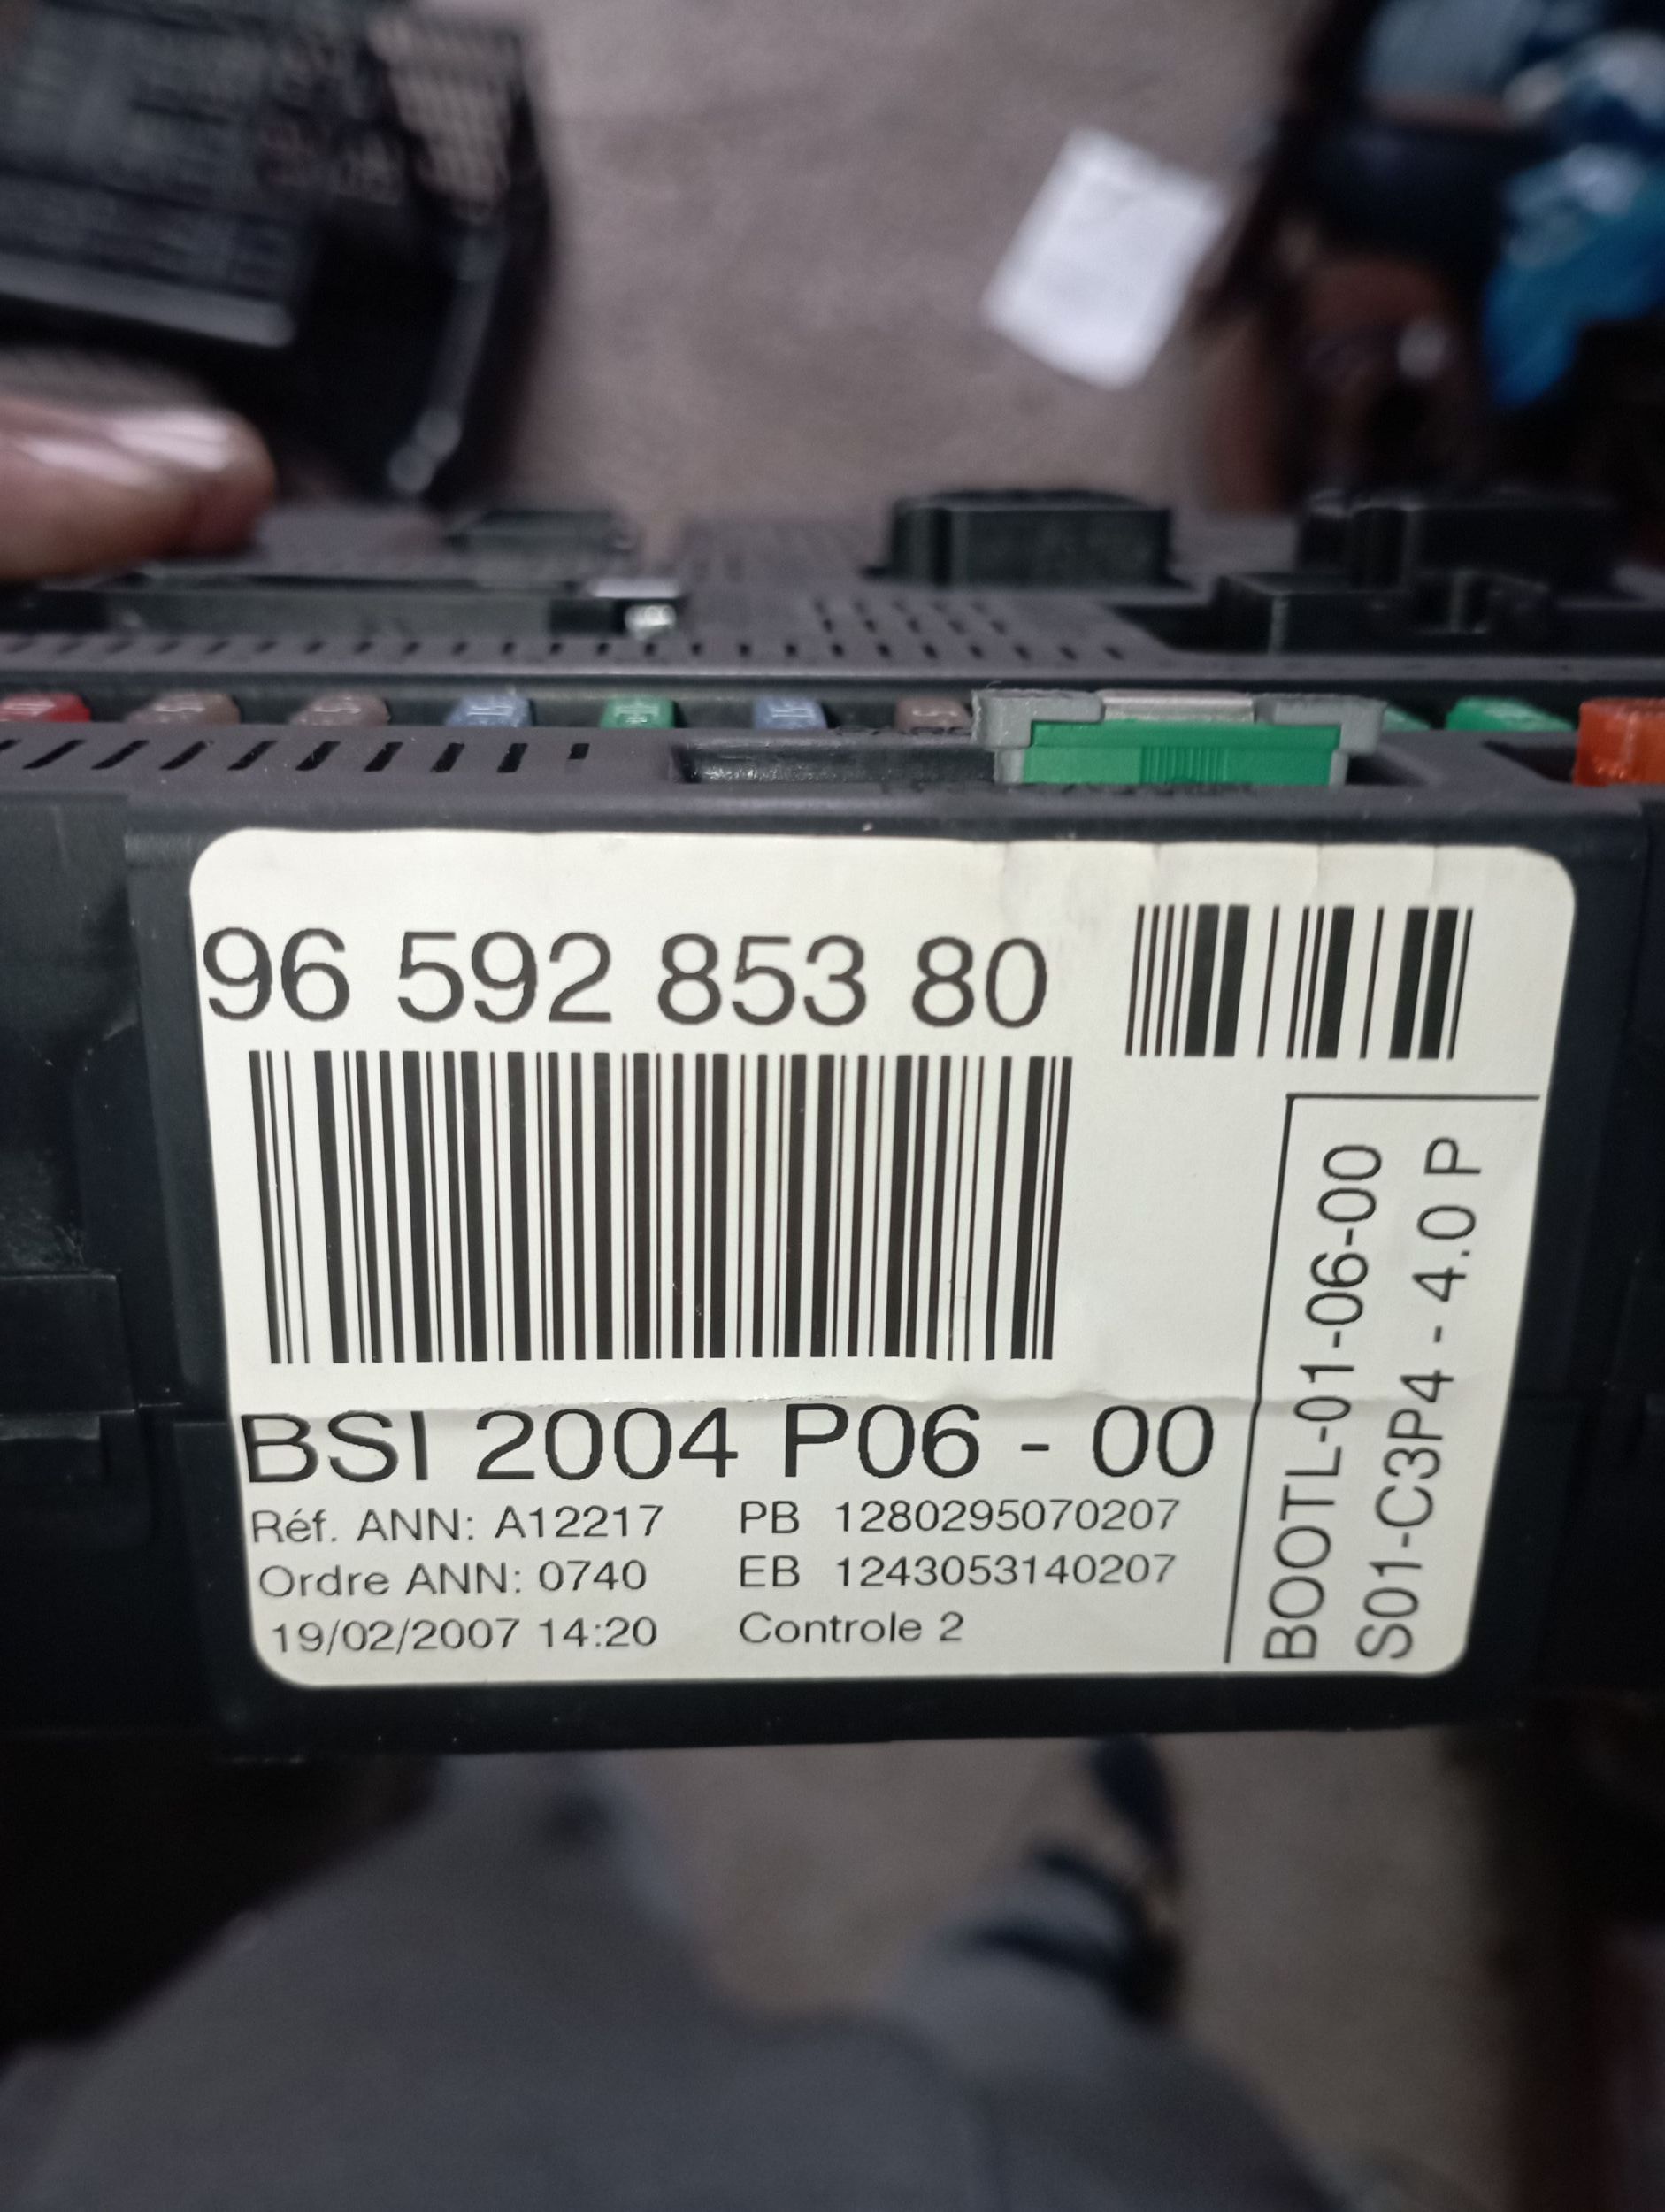 96 592 853 80
BSI 2004 P06 - 00
Réf. ANN: A12217 PB 1280295070207
Ordre ANN: 0740 EB 1243053140207
19/02/2007 14:20 Controle 2
BOOTL-01-06-00
S01-C3P4 - 4.0 P